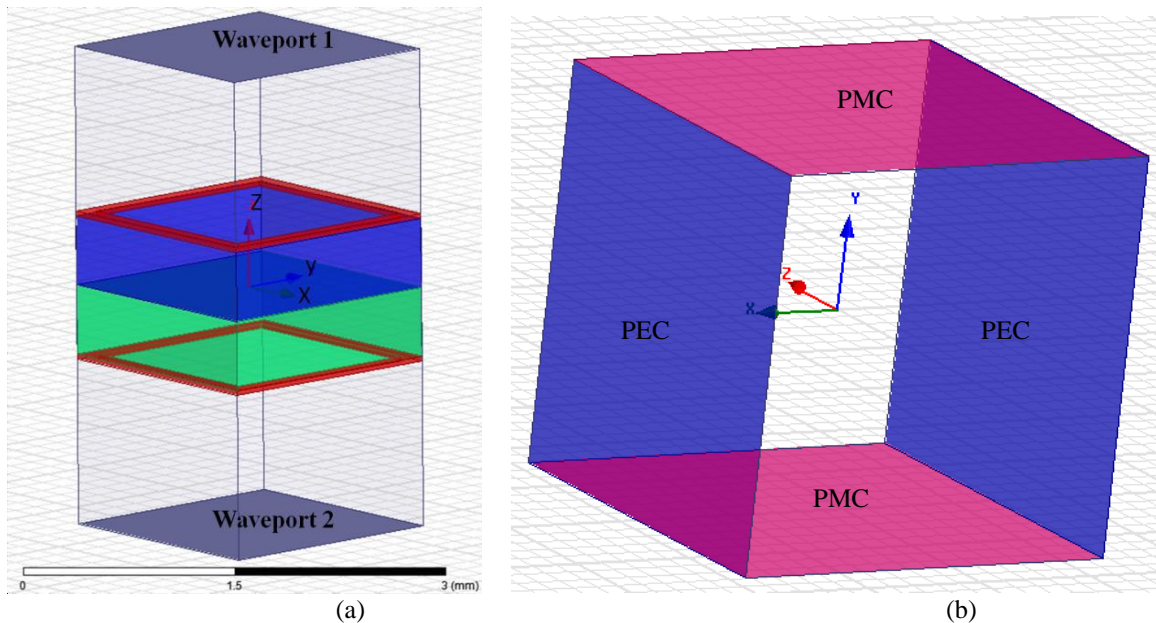 Waveport 1
Z
y
X
Waveport 2
0
1.5
3 (mm)
(a)
PMC
Y
Z
X
PEC
PEC
PMC
(b)